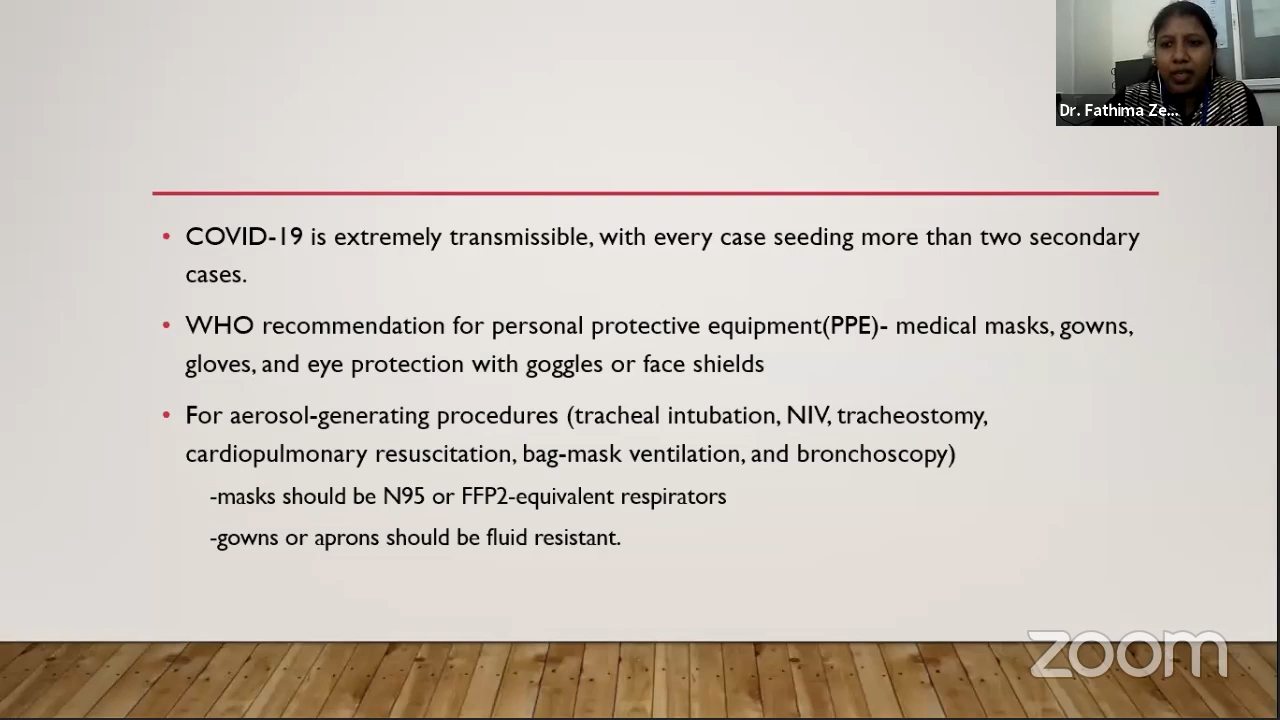 Dr. Fathima Ze...
• COVID-19 is extremely transmissible, with every case seeding more than two secondary
cases.
• WHO recommendation for personal protective equipment(PPE)- medical masks, gowns,
gloves, and eye protection with goggles or face shields
• For aerosol-generating procedures (tracheal intubation, NIV, tracheostomy,
cardiopulmonary resuscitation, bag-mask ventilation, and bronchoscopy)
-masks should be N95 or FFP2-equivalent respirators
-gowns or aprons should be fluid resistant.
zoom